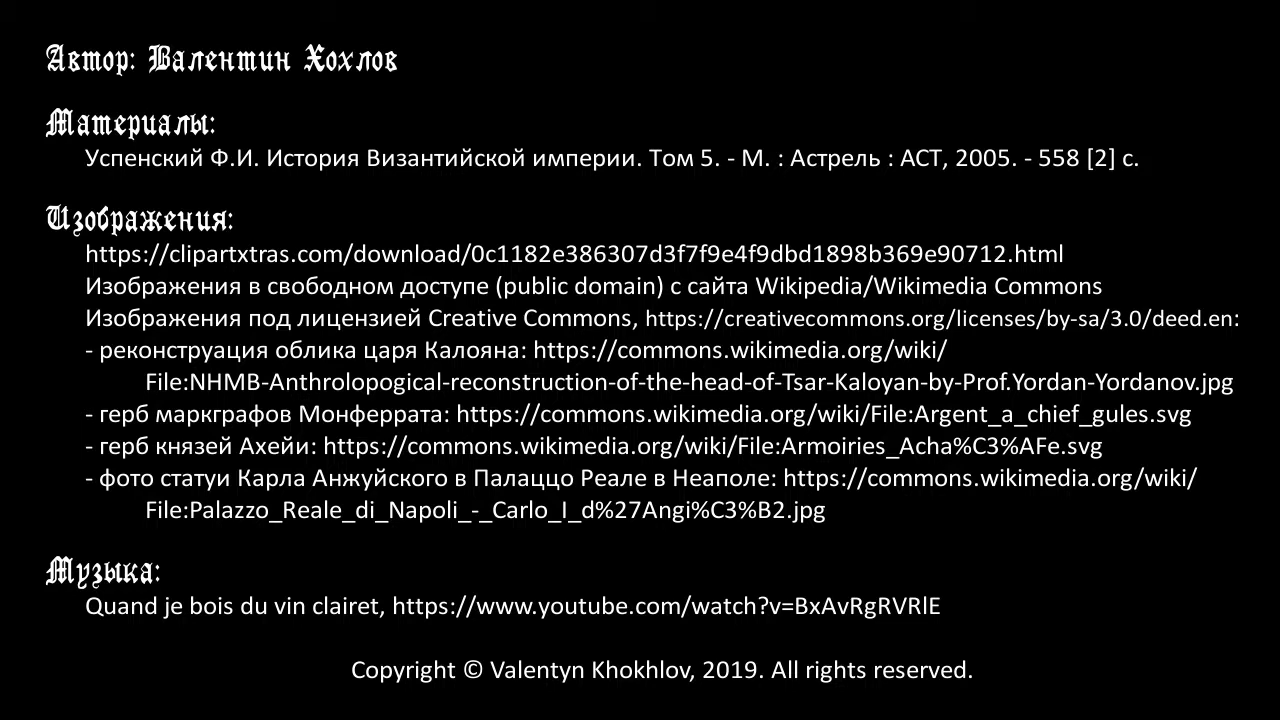 Автор: Валентин Хохлов
Материалы:
Успенский Ф.И. История Византийской империи. Том 5. - М. : Астрель : АСТ, 2005. - 558 [2] с.
Изображения:
https://clipartxtras.com/download/0c1182e386307d3f7f9e4f9dbd1898b369e90712.html
Изображения в свободном доступе (public domain) с сайта Wikipedia/Wikimedia Commons
Изображения под лицензией Creative Commons, https://creativecommons.org/licenses/by-sa/3.0/deed.en:
- реконструация облика царя Калояна: https://commons.wikimedia.org/wiki/
File:NHMB-Anthrolopogical-reconstruction-of-the-head-of-Tsar-Kaloyan-by-Prof.Yordan-Yordanov.jpg
- герб маркграфов Монферрата: https://commons.wikimedia.org/wiki/File:Argent_a_chief_gules.svg
- герб князей Ахейи: https://commons.wikimedia.org/wiki/File:Armoiries_Acha%C3%AFe.svg
- фото статуи Карла Анжуйского в Палаццо Реале в Неаполе: https://commons.wikimedia.org/wiki/
File:Palazzo_Reale_di_Napoli_-_Carlo_I_d%27Angi%C3%B2.jpg
Музыка:
Quand je bois du vin clairet, https://www.youtube.com/watch?v=BxAvRgRVRlE
Copyright © Valentyn Khokhlov, 2019. All rights reserved.